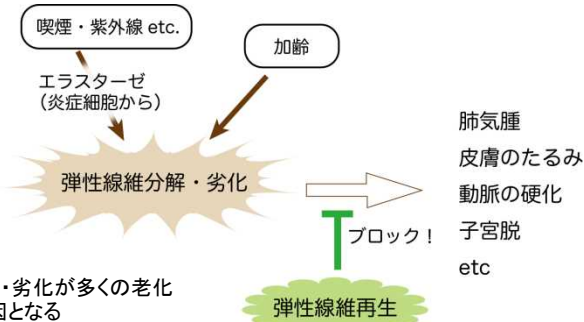 喫煙・紫外線 etc.
加齢
エラスターゼ
（炎症細胞から）
弾性線維分解・劣化
肺気腫
皮膚のたるみ
動脈の硬化
子宮脱
etc
ブロック！
弾性線維再生
・劣化が多くの老化
因となる